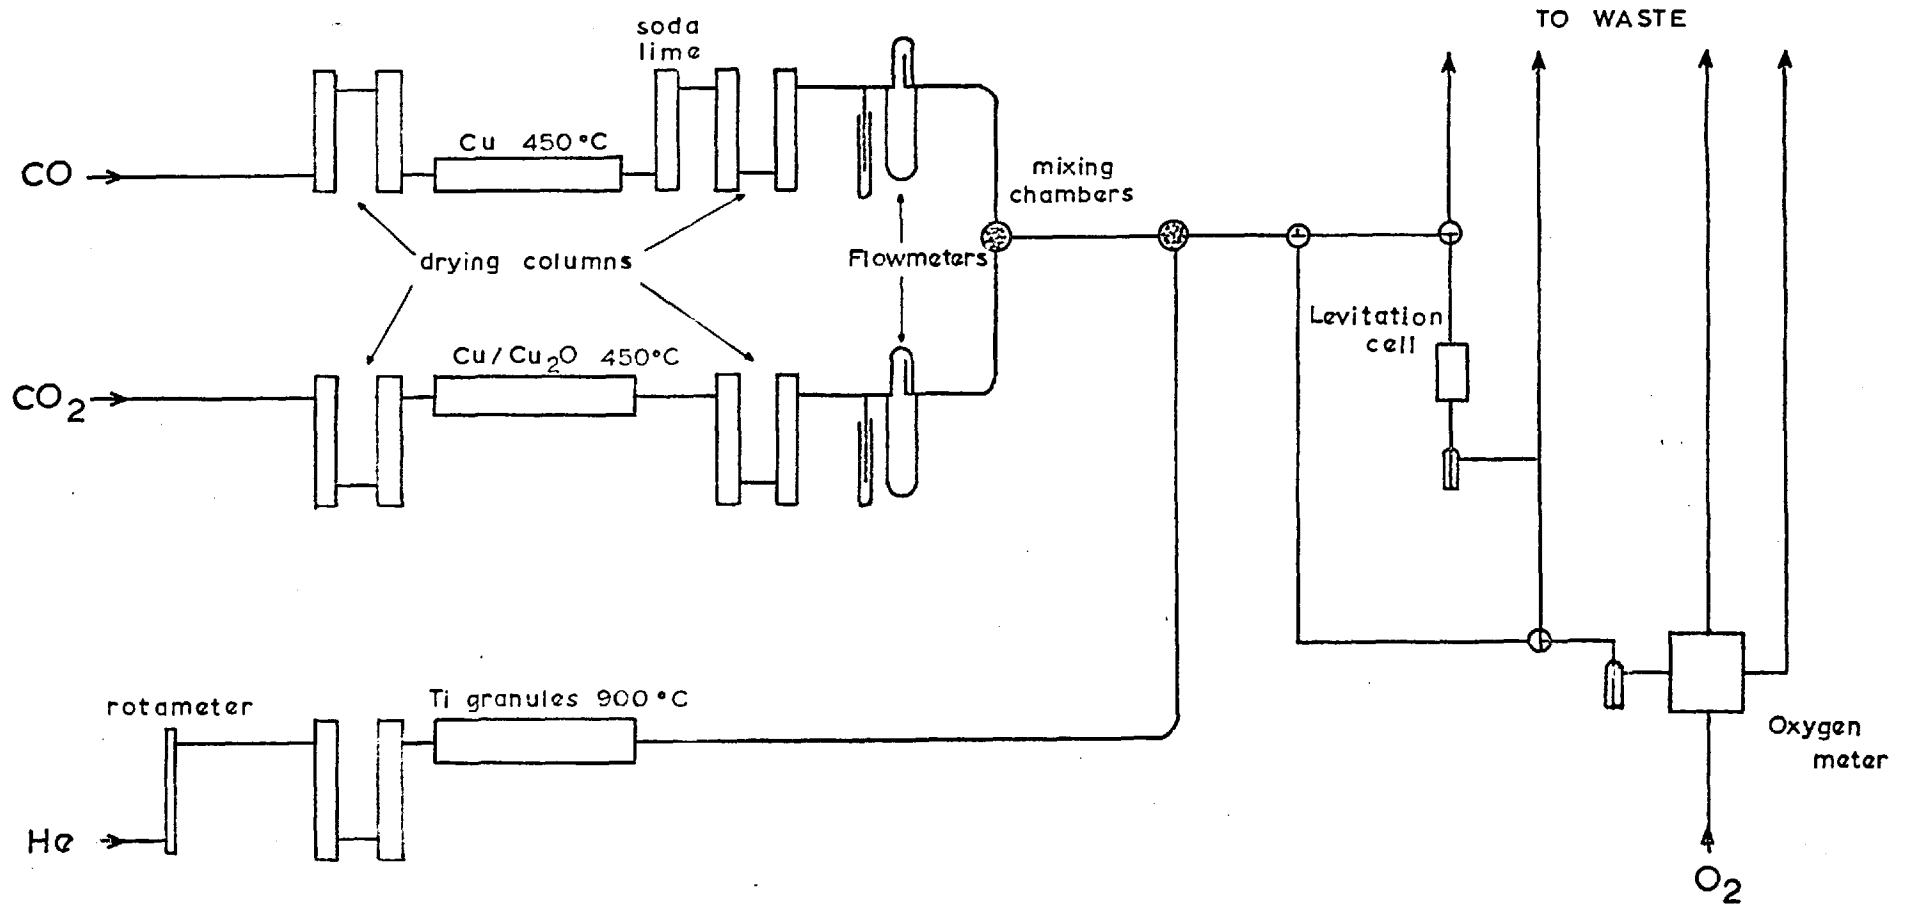 TO WASTE
soda
lime
Cu 450°C
CO
mixing
chambers
drying columns
Flowmeters
Levitation
cell
Cu/Cu₂O 450°C
CO₂
Ti granules 900°C
rotameter
Oxygen
meter
He
O₂